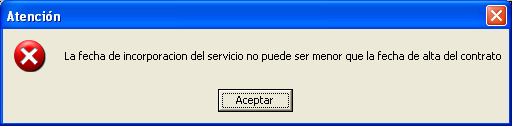 Atención
La fecha de incorporacion del servicio no puede ser menor que la fecha de alta del contrato
Aceptar